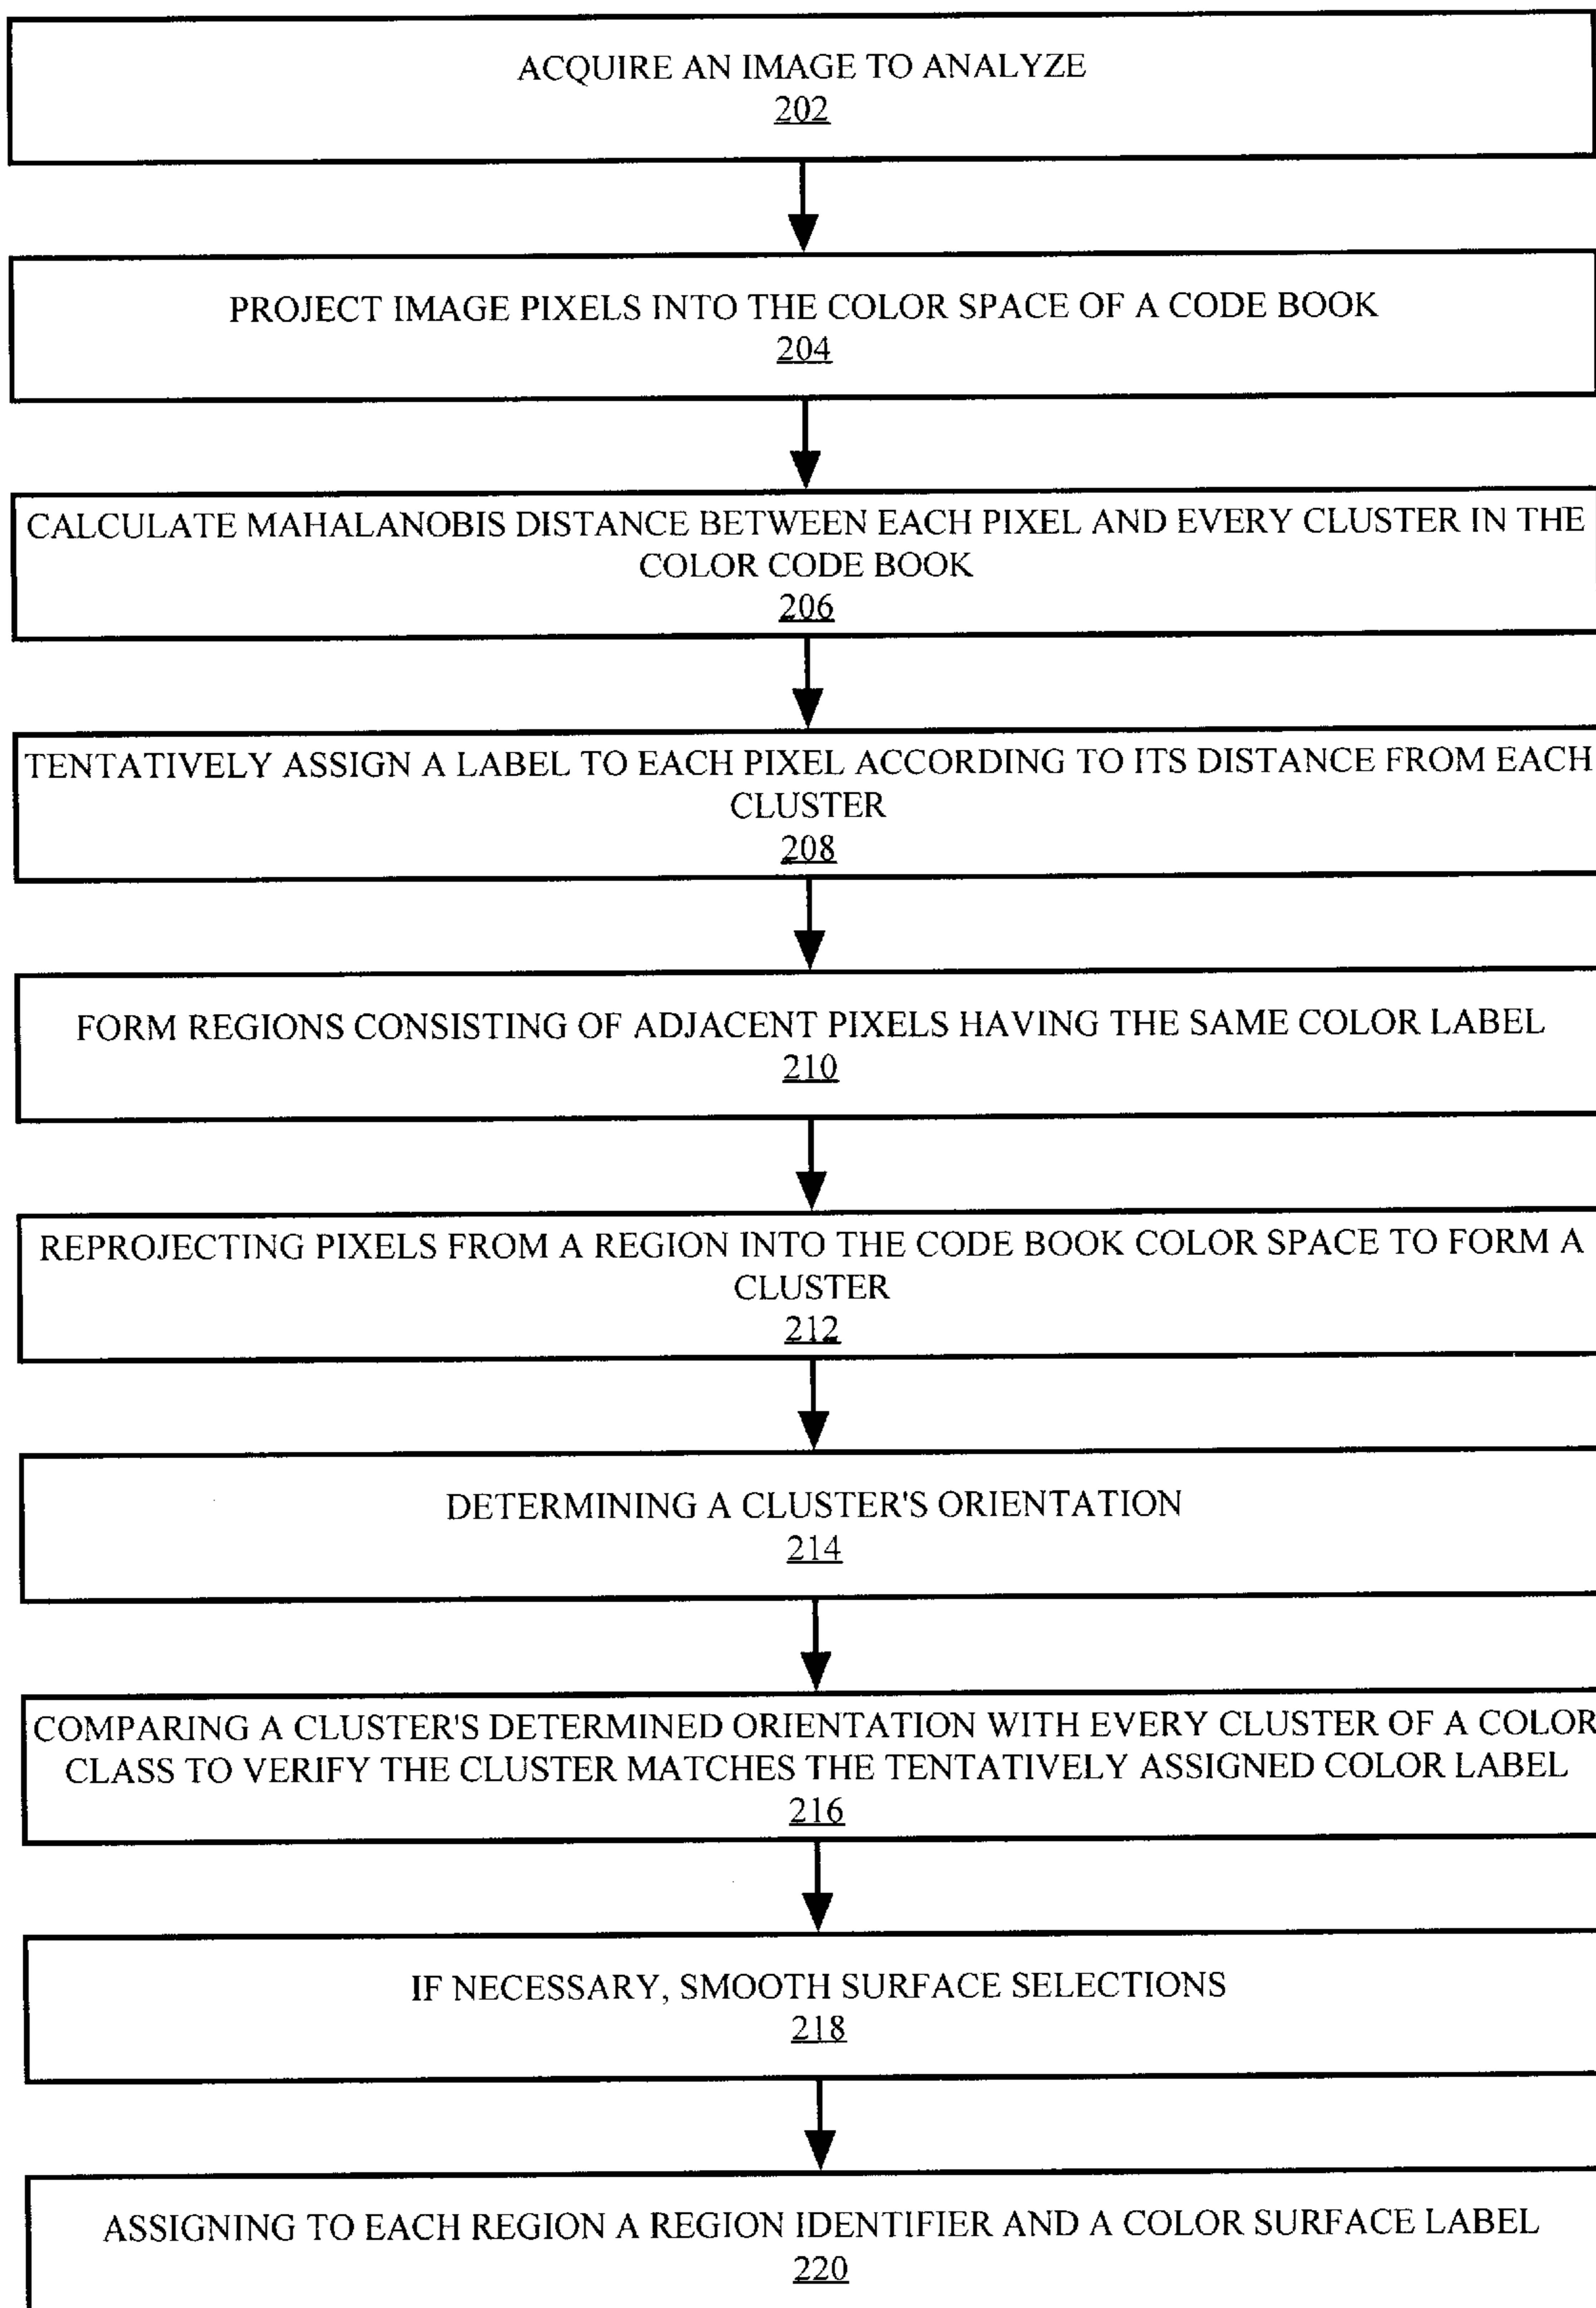 ACQUIRE AN IMAGE TO ANALYZE
202
PROJECT IMAGE PIXELS INTO THE COLOR SPACE OF A CODE BOOK
204
CALCULATE MAHALANOBIS DISTANCE BETWEEN EACH PIXEL AND EVERY CLUSTER IN THE
COLOR CODE BOOK
206
TENTATIVELY ASSIGN A LABEL TO EACH PIXEL ACCORDING TO ITS DISTANCE FROM EACH
CLUSTER
208
FORM REGIONS CONSISTING OF ADJACENT PIXELS HAVING THE SAME COLOR LABEL
210
REPROJECTING PIXELS FROM A REGION INTO THE CODE BOOK COLOR SPACE TO FORM A
CLUSTER
212
DETERMINING A CLUSTER'S ORIENTATION
214
COMPARING A CLUSTER'S DETERMINED ORIENTATION WITH EVERY CLUSTER OF A COLOR
CLASS TO VERIFY THE CLUSTER MATCHES THE TENTATIVELY ASSIGNED COLOR LABEL
216
IF NECESSARY, SMOOTH SURFACE SELECTIONS
218
ASSIGNING TO EACH REGION A REGION IDENTIFIER AND A COLOR SURFACE LABEL
220